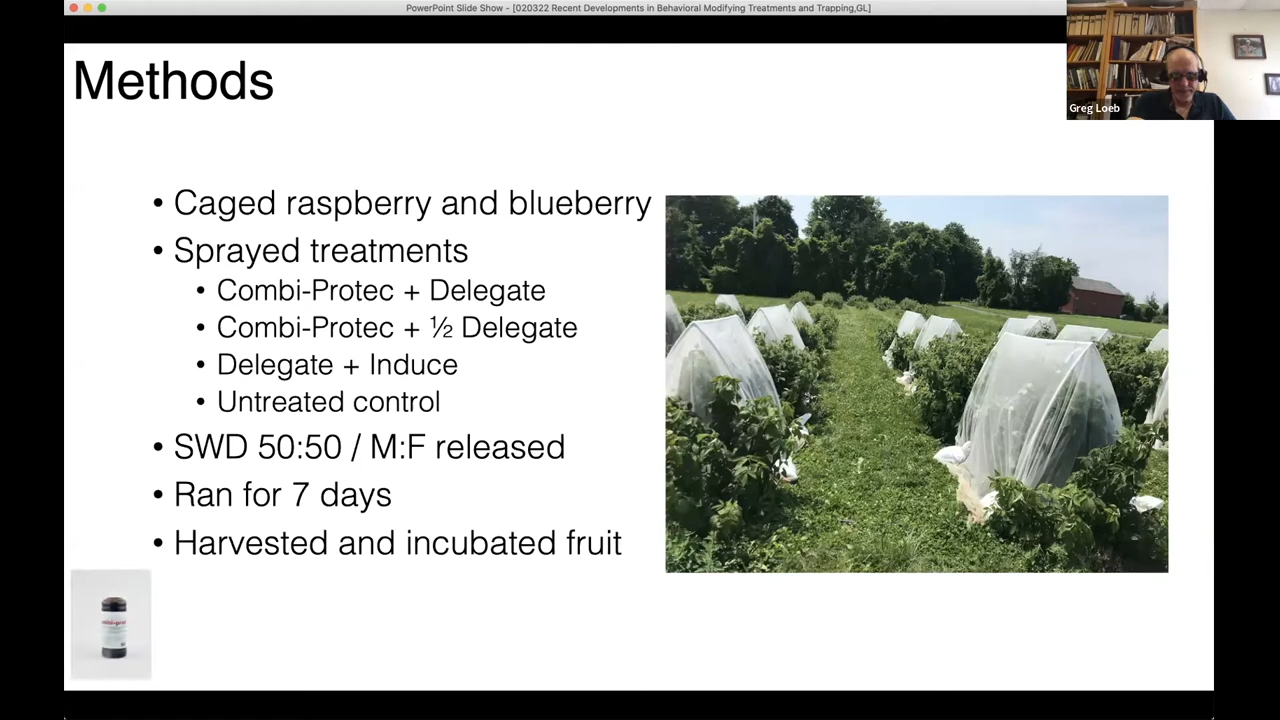 PowerPoint Slide Show - [020322 Recent Developments in Behavioral Modifying Treatments and Trapping,GL]
Greg Loeb
Methods
• Caged raspberry and blueberry
• Sprayed treatments
• Combi-Protec + Delegate
• Combi-Protec + ½ Delegate
• Delegate + Induce
• Untreated control
• SWD 50:50 / M:F released
• Ran for 7 days
• Harvested and incubated fruit